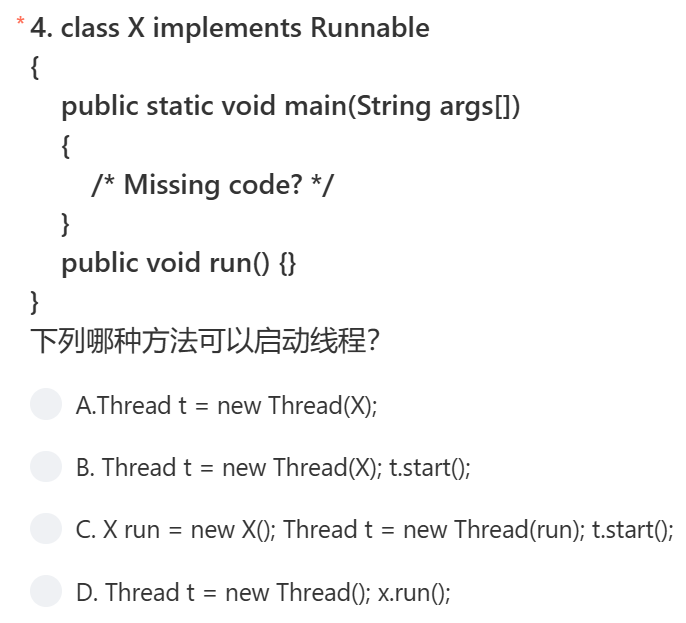 * 4. class X implements Runnable
{
public static void main(String args[])
{
/* Missing code? */
}
public void run() {}
}
下列哪种方法可以启动线程？
A.Thread t = new Thread(X);
B. Thread t = new Thread(X); t.start();
C. X run = new X(); Thread t = new Thread(run); t.start();
D. Thread t = new Thread(); x.run();